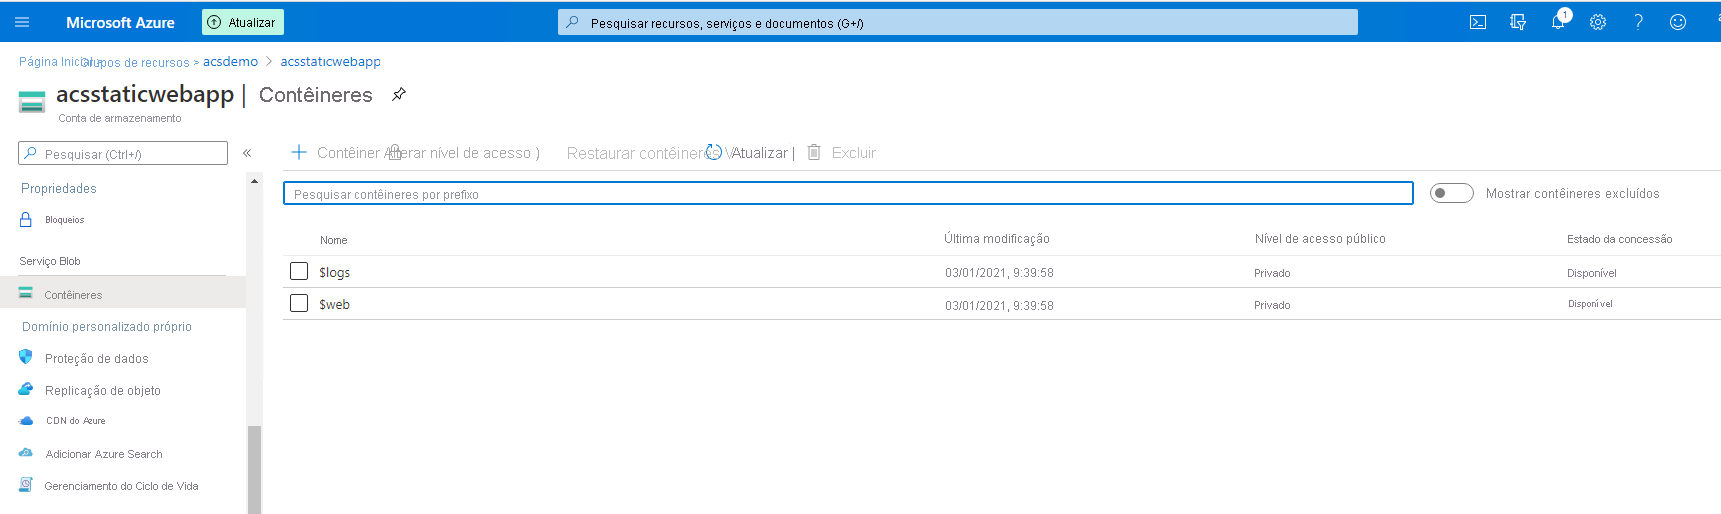 Microsoft Azure
Atualizar
Pesquisar recursos, serviços e documentos (G+/)
1
Página Inicial >
Grupos de recursos > acsdemo > acsstaticwebapp
acsstaticwebapp | Contêineres
Conta de armazenamento
Pesquisar (Ctrl+/)
«
Contêiner Alterar nível de acesso )
Restaurar contêineres
Atualizar |
Excluir
Propriedades
Bloqueios
Serviço Blob
Contêineres
Domínio personalizado próprio
Proteção de dados
Replicação de objeto
CDN do Azure
Adicionar Azure Search
Gerenciamento do Ciclo de Vida
Pesquisar contêineres por prefixo
Mostrar contêineres excluídos
Nome Última modificação Nível de acesso público Estado da concessão
$logs 03/01/2021, 9:39:58 Privado Disponível
$web 03/01/2021, 9:39:58 Privado Disponível